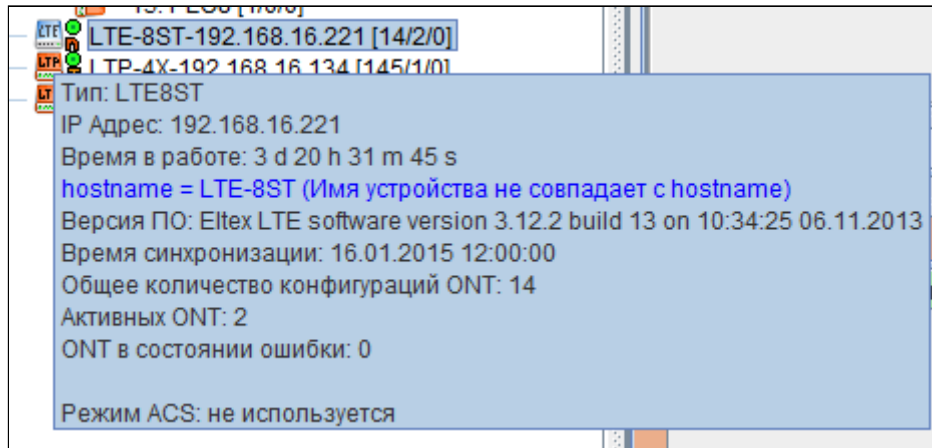 LTE-8ST-192.168.16.221 [14/2/0]
LTP-4X-192.168.16.134 [145/1/0]
Тип: LTE8ST
IP Адрес: 192.168.16.221
Время в работе: 3 d 20 h 31 m 45 s
hostname = LTE-8ST (Имя устройства не совпадает с hostname)
Версия ПО: Eltex LTE software version 3.12.2 build 13 on 10:34:25 06.11.2013
Время синхронизации: 16.01.2015 12:00:00
Общее количество конфигураций ONT: 14
Активных ONT: 2
ONT в состоянии ошибки: 0
Режим ACS: не используется